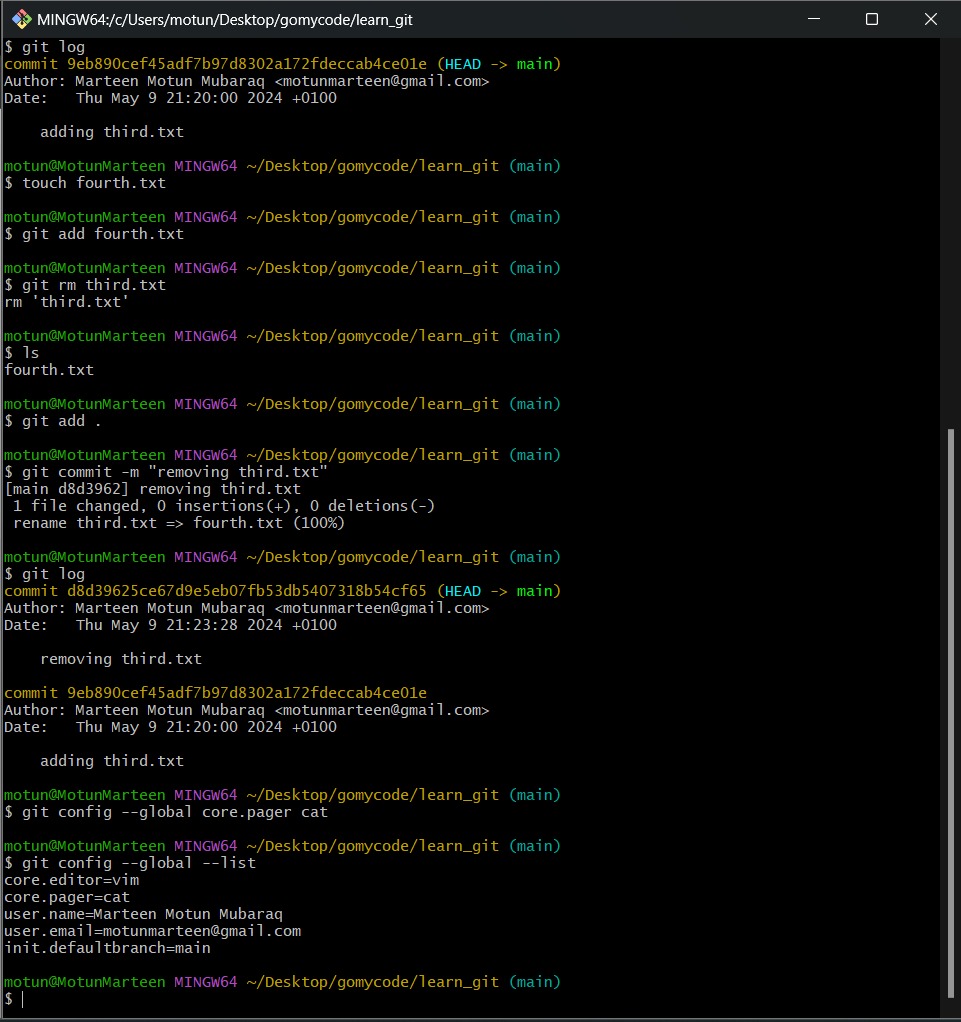 MINGW64:/c/Users/motun/Desktop/gomycode/learn_git
$ git log
commit 9eb890cef45adf7b97d8302a172fdeccab4ce01e (HEAD -> main)
Author: Marteen Motun Mubaraq <motunmarteen@gmail.com>
Date:   Thu May 9 21:20:00 2024 +0100
    adding third.txt
motun@MotunMarteen MINGW64 ~/Desktop/gomycode/learn_git (main)
$ touch fourth.txt
motun@MotunMarteen MINGW64 ~/Desktop/gomycode/learn_git (main)
$ git add fourth.txt
motun@MotunMarteen MINGW64 ~/Desktop/gomycode/learn_git (main)
$ git rm third.txt
rm 'third.txt'
motun@MotunMarteen MINGW64 ~/Desktop/gomycode/learn_git (main)
$ ls
fourth.txt
motun@MotunMarteen MINGW64 ~/Desktop/gomycode/learn_git (main)
$ git add .
motun@MotunMarteen MINGW64 ~/Desktop/gomycode/learn_git (main)
$ git commit -m "removing third.txt"
[main d8d3962] removing third.txt
 1 file changed, 0 insertions(+), 0 deletions(-)
 rename third.txt => fourth.txt (100%)
motun@MotunMarteen MINGW64 ~/Desktop/gomycode/learn_git (main)
$ git log
commit d8d39625ce67d9e5eb07fb53db5407318b54cf65 (HEAD -> main)
Author: Marteen Motun Mubaraq <motunmarteen@gmail.com>
Date:   Thu May 9 21:23:28 2024 +0100
    removing third.txt
commit 9eb890cef45adf7b97d8302a172fdeccab4ce01e
Author: Marteen Motun Mubaraq <motunmarteen@gmail.com>
Date:   Thu May 9 21:20:00 2024 +0100
    adding third.txt
motun@MotunMarteen MINGW64 ~/Desktop/gomycode/learn_git (main)
$ git config --global core.pager cat
motun@MotunMarteen MINGW64 ~/Desktop/gomycode/learn_git (main)
$ git config --global --list
core.editor=vim
core.pager=cat
user.name=Marteen Motun Mubaraq
user.email=motunmarteen@gmail.com
init.defaultbranch=main
motun@MotunMarteen MINGW64 ~/Desktop/gomycode/learn_git (main)
$